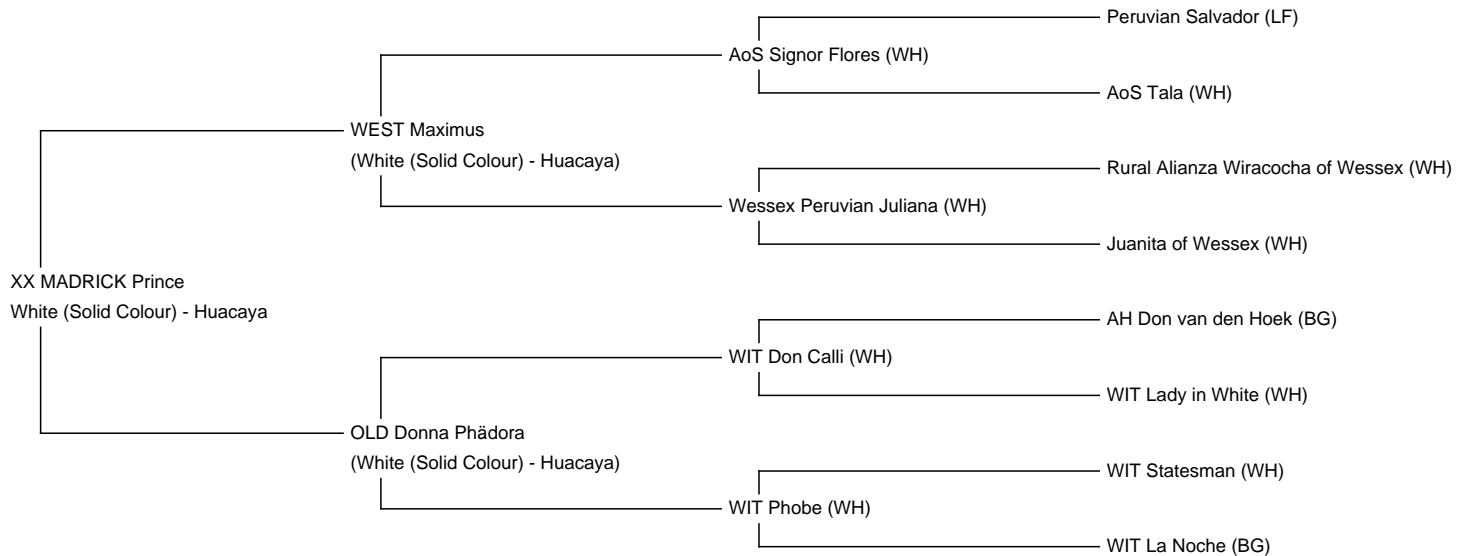 Peruvian Salvador (LF)
AoS Signor Flores (WH)
AoS Tala (WH)
WEST Maximus
(White (Solid Colour) - Huacaya)
Rural Alianza Wiracocha of Wessex (WH)
Wessex Peruvian Juliana (WH)
Juanita of Wessex (WH)
XX MADRICK Prince
White (Solid Colour) - Huacaya
AH Don van den Hoek (BG)
WIT Don Calli (WH)
WIT Lady in White (WH)
OLD Donna Phädora
(White (Solid Colour) - Huacaya)
WIT Statesman (WH)
WIT Phobe (WH)
WIT La Noche (BG)